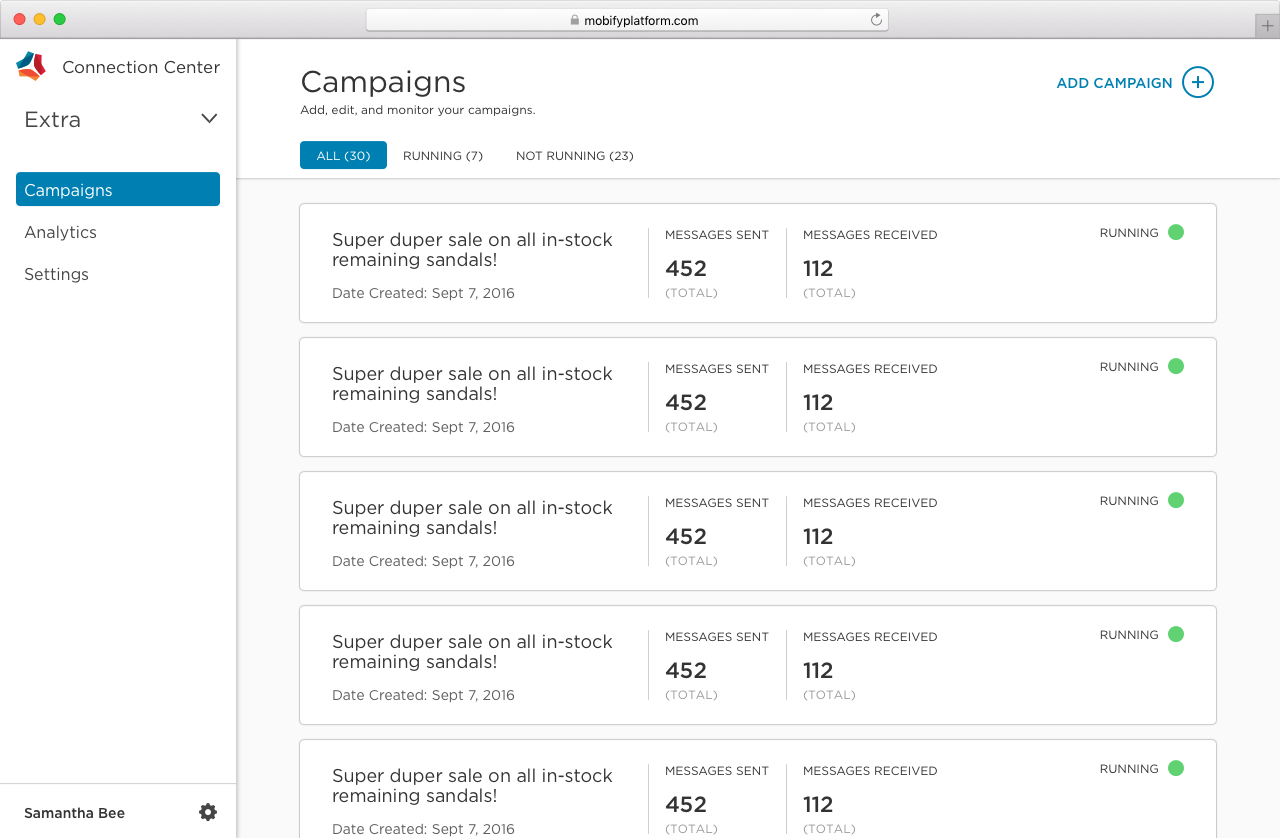 mobifyplatform.com
Connection Center
Extra
Campaigns
Analytics
Settings
Samantha Bee
Campaigns
Add, edit, and monitor your campaigns.
ADD CAMPAIGN
ALL (30)
RUNNING (7)
NOT RUNNING (23)
Super duper sale on all in-stock
remaining sandals!
Date Created: Sept 7, 2016
MESSAGES SENT
452
(TOTAL)
MESSAGES RECEIVED
112
(TOTAL)
RUNNING
Super duper sale on all in-stock
remaining sandals!
Date Created: Sept 7, 2016
MESSAGES SENT
452
(TOTAL)
MESSAGES RECEIVED
112
(TOTAL)
RUNNING
Super duper sale on all in-stock
remaining sandals!
Date Created: Sept 7, 2016
MESSAGES SENT
452
(TOTAL)
MESSAGES RECEIVED
112
(TOTAL)
RUNNING
Super duper sale on all in-stock
remaining sandals!
Date Created: Sept 7, 2016
MESSAGES SENT
452
(TOTAL)
MESSAGES RECEIVED
112
(TOTAL)
RUNNING
Super duper sale on all in-stock
remaining sandals!
Date Created: Sept 7, 2016
MESSAGES SENT
452
(TOTAL)
MESSAGES RECEIVED
112
(TOTAL)
RUNNING